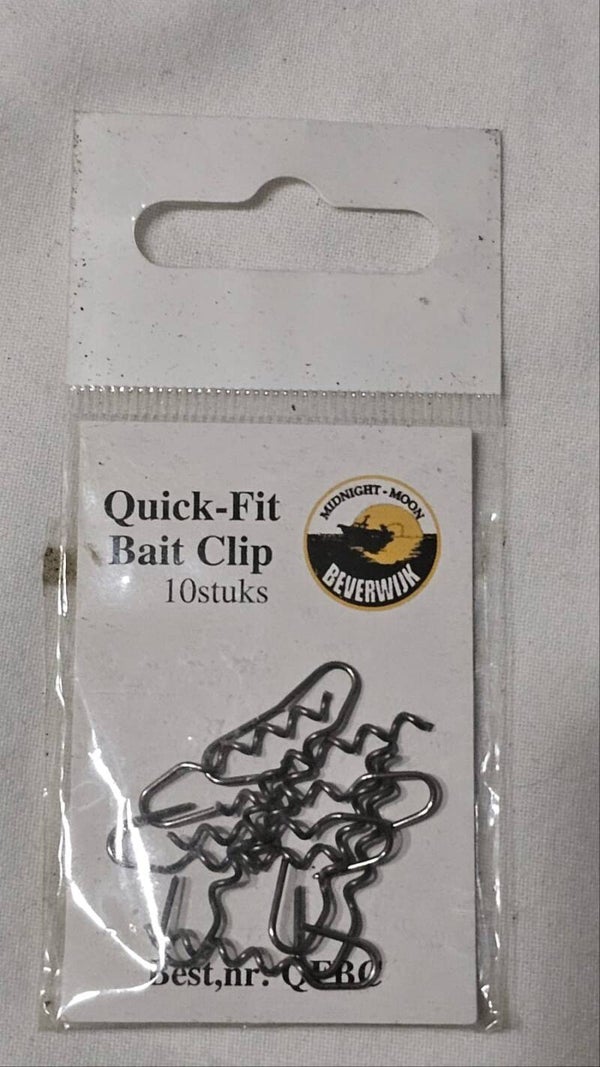 Quick-Fit
Bait Clip
10stuks
MIDNIGHT-MOON
BEVERWIJK
Best,nr: QFBC